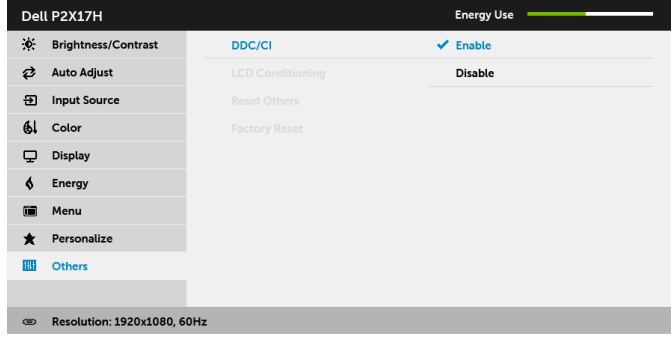 Dell P2X17H Energy Use
Brightness/Contrast DDC/CI Enable
Auto Adjust LCD Conditioning Disable
Input Source Reset Others
Color Factory Reset
Display
Energy
Menu
Personalize
Others
Resolution: 1920x1080, 60Hz